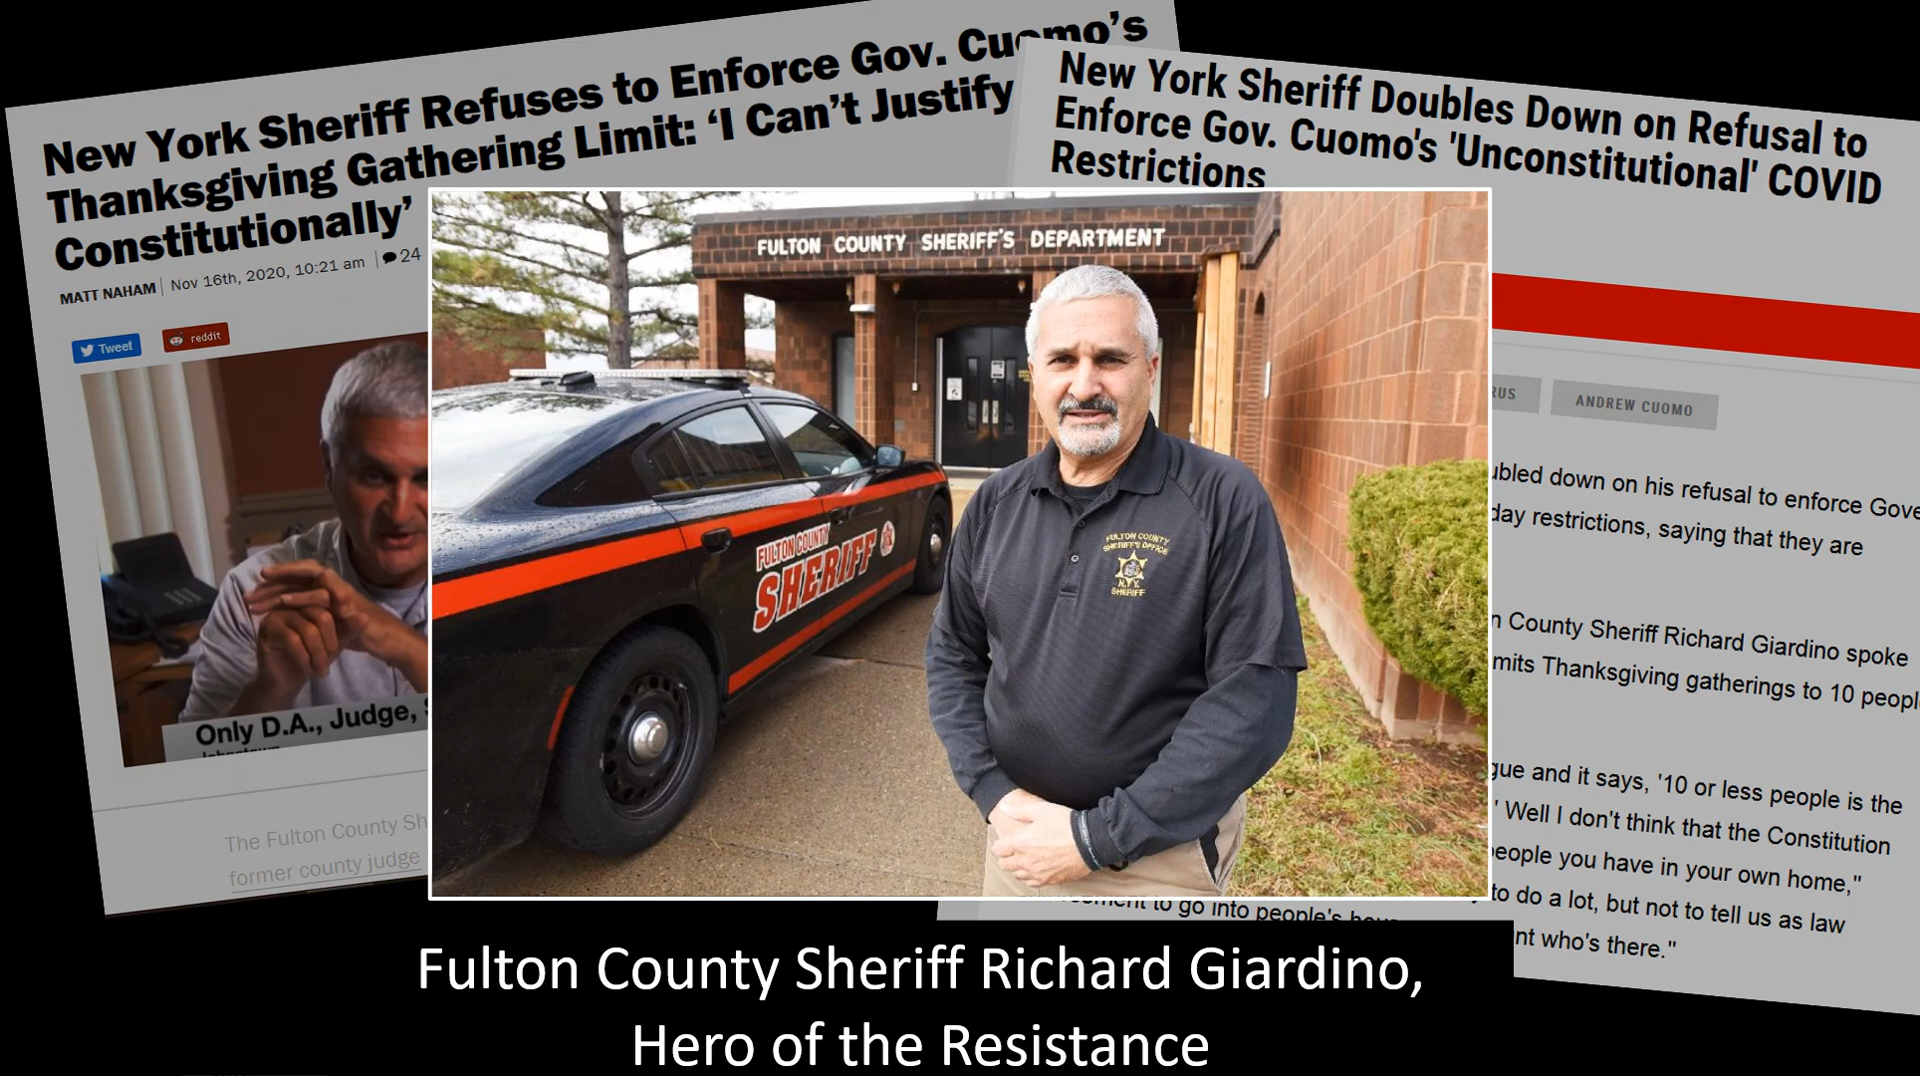 New York Sheriff Refuses to Enforce Gov. Cuomo's
Thanksgiving Gathering Limit: 'I Can't Justify
Constitutionally'
MATT NAHAM | Nov 16th, 2020, 10:21 am | 24
Tweet
reddit
Only D.A., Judge,
The Fulton County Sh
former county judge
New York Sheriff Doubles Down on Refusal to
Enforce Gov. Cuomo's 'Unconstitutional' COVID
Restrictions
RUS
ANDREW CUOMO
ubled down on his refusal to enforce Gove
day restrictions, saying that they are
n County Sheriff Richard Giardino spoke
mits Thanksgiving gatherings to 10 peopl
gue and it says, '10 or less people is the
' Well I don't think that the Constitution
people you have in your own home,"
to do a lot, but not to tell us as law
nt who's there."
to go into people's
FULTON COUNTY SHERIFF'S DEPARTMENT
FULTON COUNTY
SHERIFF
FULTON COUNTY
SHERIFF'S OFFICE
N.Y.
SHERIFF
Fulton County Sheriff Richard Giardino,
Hero of the Resistance